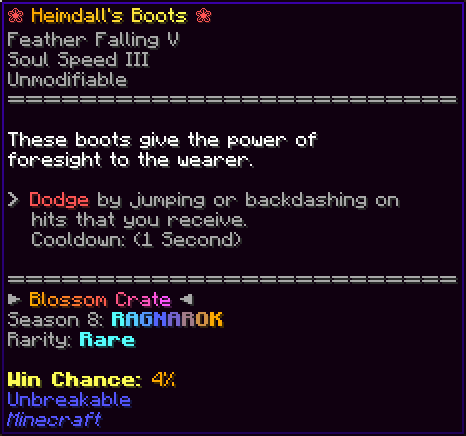 ❀ Heimdall's Boots ❀
Feather Falling V
Soul Speed III
Unmodifiable
==============================
These boots give the power of
foresight to the wearer.
> Dodge by jumping or backdashing on
hits that you receive.
Cooldown: (1 Second)
==============================
► Blossom Crate ◄
Season 8: RAGNAROK
Rarity: Rare
Win Chance: 4%
Unbreakable
Minecraft